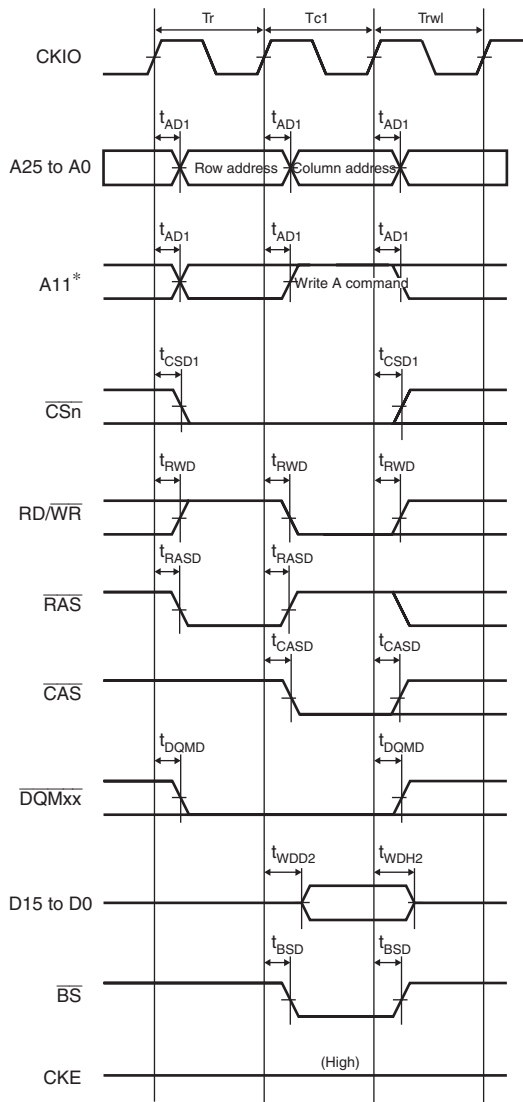 Tr Tc1 Trwl
CKIO
tAD1 tAD1 tAD1
A25 to A0 Row address Column address
tAD1 tAD1 tAD1
A11* Write A command
tCSD1 tCSD1
CSn
tRWD tRWD tRWD
RD/WR
tRASD tRASD
RAS
tCASD tCASD
CAS
tDQMD tDQMD
DQMxx
tWDD2 tWDH2
D15 to D0
tBSD tBSD
BS
(High)
CKE